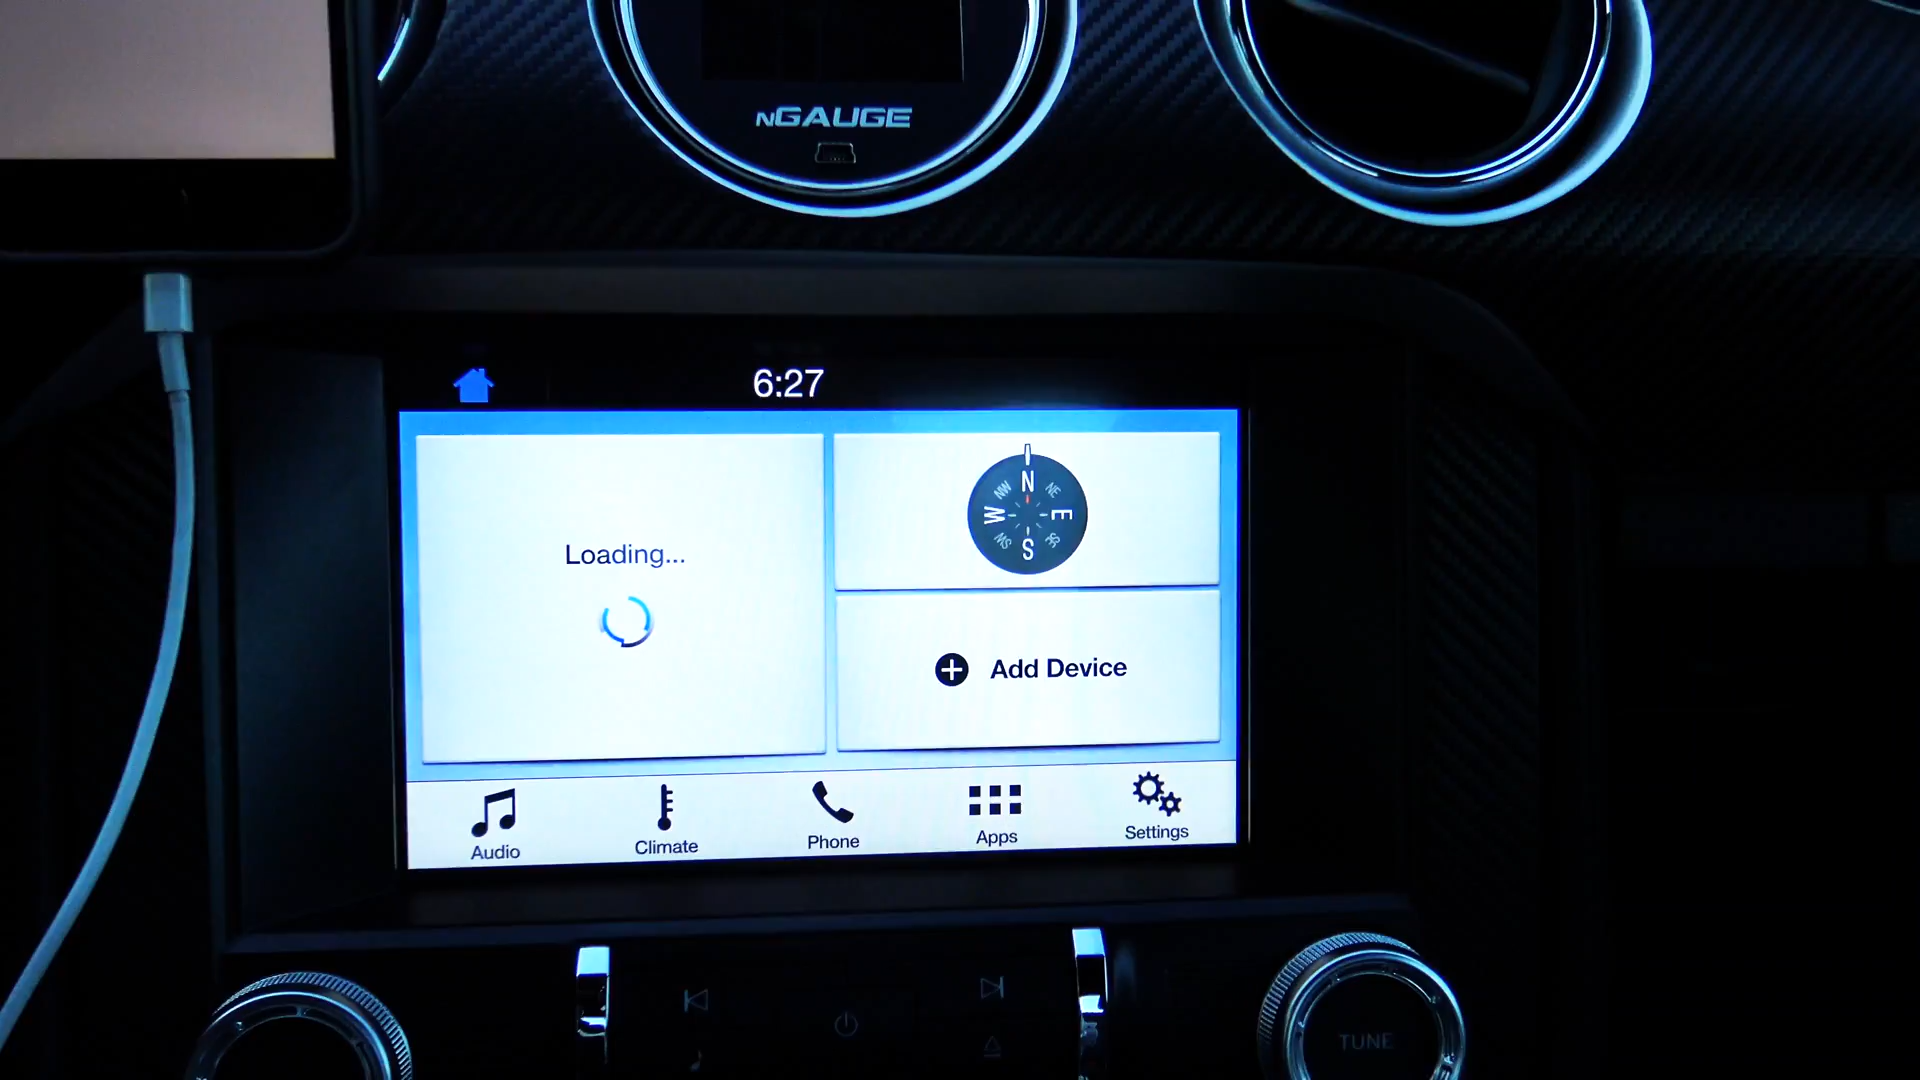 nGAUGE
6:27
Loading...
N
NW
NE
W
E
SW
SE
S
Add Device
Audio
Climate
Phone
Apps
Settings
TUNE